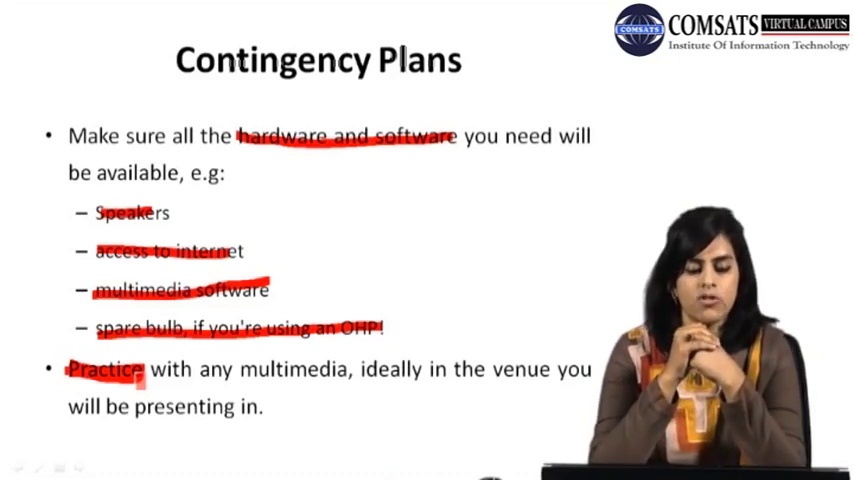 COMSATS VIRTUAL CAMPUS
COMSATS
Institute Of Information Technology
Contingency Plans
• Make sure all the hardware and software you need will
be available, e.g:
– Speakers
– access to internet
– multimedia software
– spare bulb, if you're using an OHP!
• Practice with any multimedia, ideally in the venue you
will be presenting in.